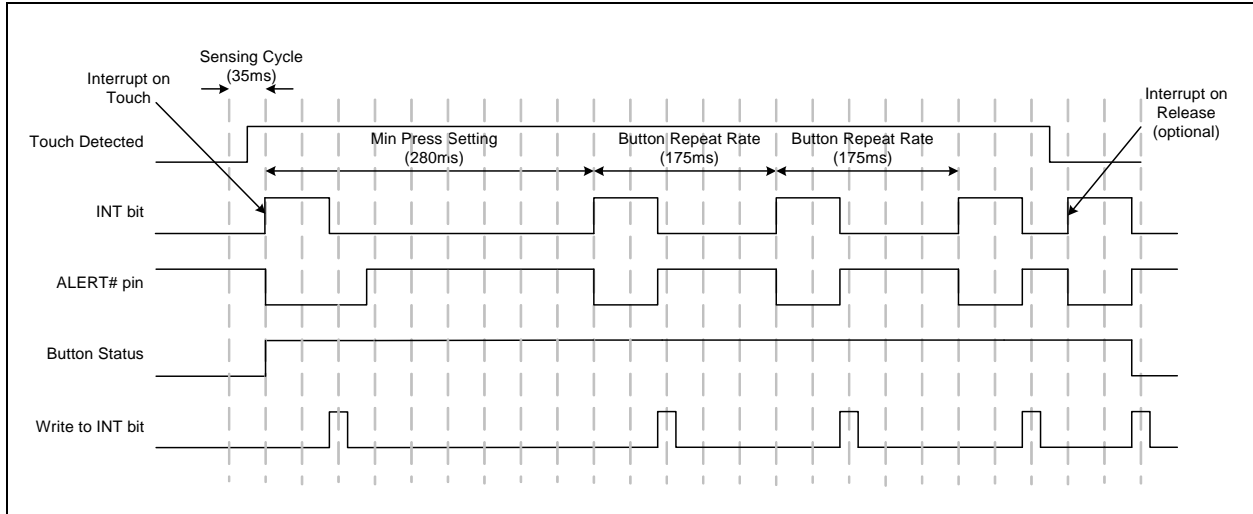 Sensing Cycle
(35ms)
Interrupt on
Touch
Interrupt on
Release
(optional)
Touch Detected
Min Press Setting
(280ms)
Button Repeat Rate
(175ms)
Button Repeat Rate
(175ms)
INT bit
ALERT# pin
Button Status
Write to INT bit